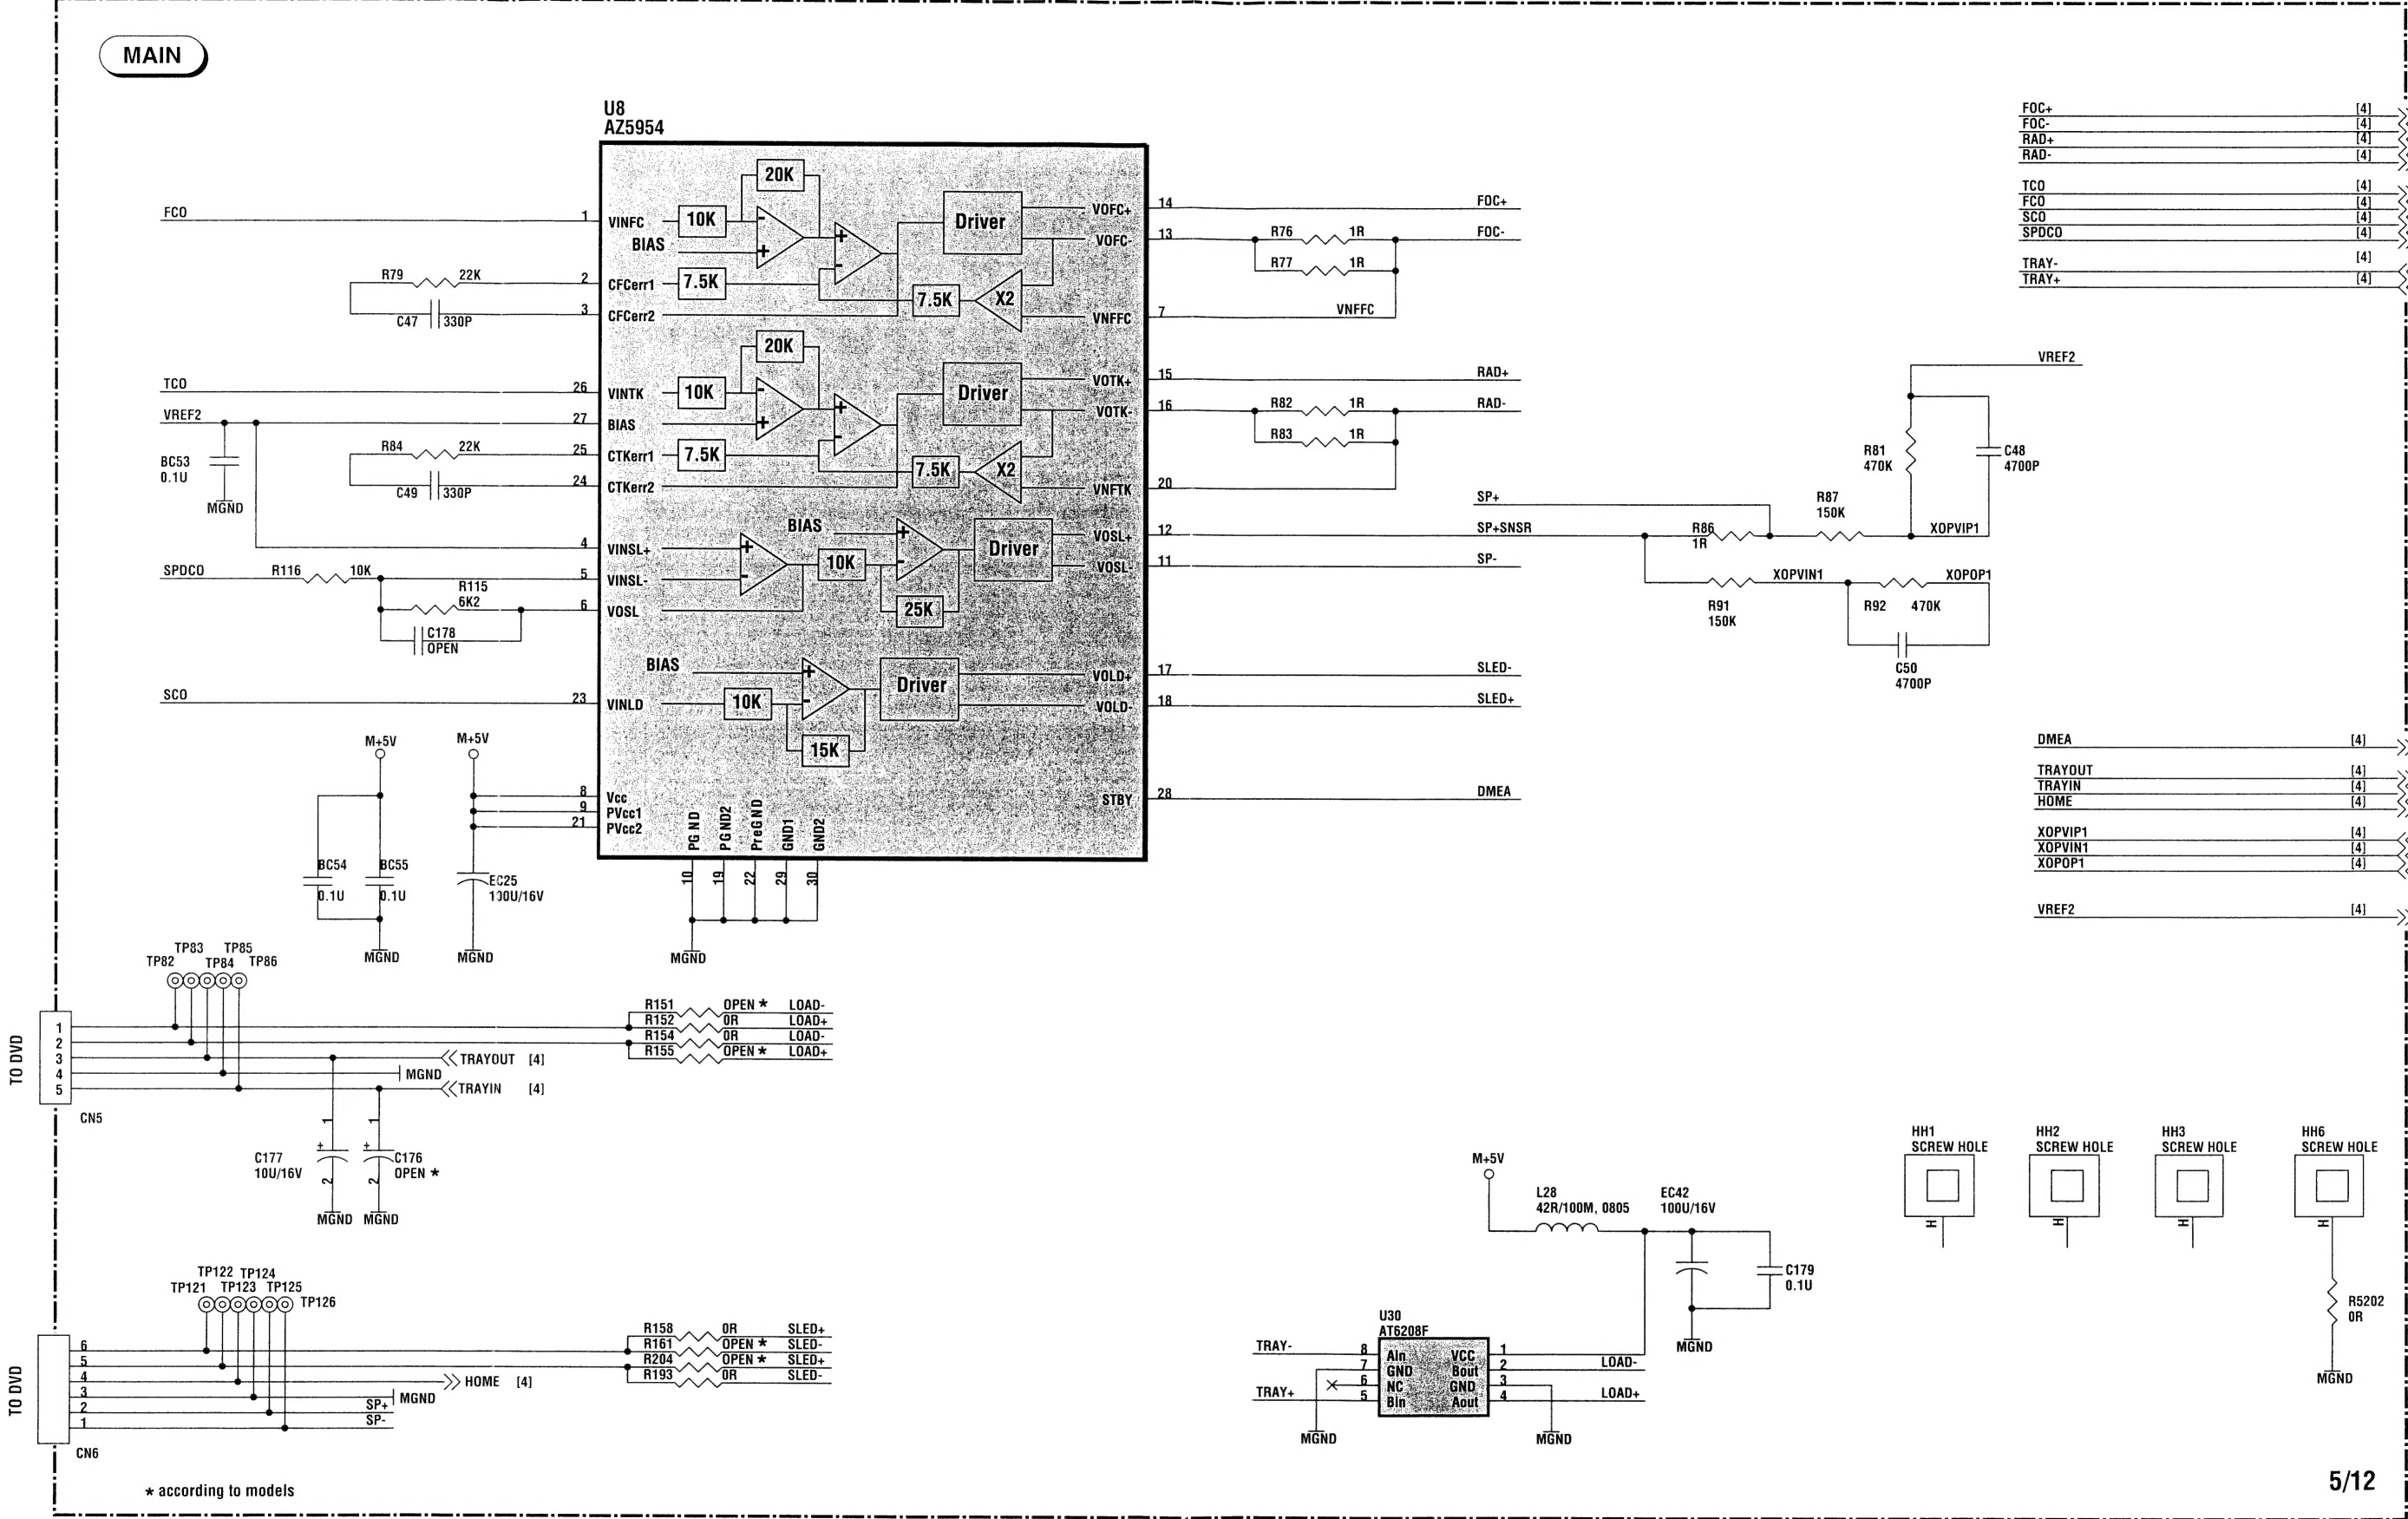 MAIN
U8
AZ5954
FCO
1
VINFC
BIAS
10K
20K
Driver
VOFC+
14
FOC+
VOFC-
13
R76
1R
FOC-
R77
1R
R79
22K
2
CFCerr1
7.5K
7.5K
X2
C47
330P
3
CFCerr2
VNFFC
7
VNFFC
TCO
26
VINTK
10K
20K
Driver
VOTK+
15
RAD+
VREF2
27
BIAS
VOTK-
16
R82
1R
RAD-
R83
1R
BC53
0.1U
MGND
R84
22K
25
CTKerr1
7.5K
7.5K
X2
C49
330P
24
CTKerr2
VNFTK
20
BIAS
4
VINSL+
10K
Driver
VOSL+
12
SP+SNSR
SP+
SPDCO
R116
10K
5
VINSL-
VOSL-
11
SP-
R115
6K2
6
VOSL
25K
C178
OPEN
BIAS
SCO
23
VINLD
10K
15K
Driver
VOLD+
17
SLED-
VOLD-
18
SLED+
M+5V
M+5V
8
Vcc
9
PVcc1
21
PVcc2
STBY
28
DMEA
PGND
PGND2
PreGND
GND1
GND2
10
19
22
29
30
MGND
BC54
0.1U
BC55
0.1U
EC25
100U/16V
MGND
MGND
FOC+ [4]
FOC- [4]
RAD+ [4]
RAD- [4]
TCO [4]
FCO [4]
SCO [4]
SPDCO [4]
TRAY- [4]
TRAY+ [4]
VREF2
R81
470K
C48
4700P
R87
150K
R86
1R
XOPVIP1
R91
150K
XOPVIN1
R92
470K
XOPOP1
C50
4700P
DMEA [4]
TRAYOUT [4]
TRAYIN [4]
HOME [4]
XOPVIP1 [4]
XOPVIN1 [4]
XOPOP1 [4]
VREF2 [4]
TP83 TP85
TP82 TP84 TP86
TO DVD
1
2
3
4
5
CN5
TRAYOUT [4]
MGND
TRAYIN [4]
R151 OPEN * LOAD-
R152 0R LOAD+
R154 0R LOAD-
R155 OPEN * LOAD+
1
+
C177
10U/16V
2
MGND
1
+
C176
OPEN *
2
MGND
TP122 TP124
TP121 TP123 TP125
TP126
TO DVD
6
5
4
3
2
1
CN6
HOME [4]
MGND
SP+
SP-
R158 0R SLED+
R161 OPEN * SLED-
R204 OPEN * SLED+
R193 0R SLED-
M+5V
L28
42R/100M, 0805
EC42
100U/16V
C179
0.1U
MGND
U30
AT6208F
TRAY- 8 Ain VCC 1
7 GND Bout 2 LOAD-
6 NC GND 3
TRAY+ 5 Bin Aout 4 LOAD+
MGND
MGND
HH1
SCREW HOLE
H
HH2
SCREW HOLE
H
HH3
SCREW HOLE
H
HH6
SCREW HOLE
H
R5202
0R
MGND
* according to models
5/12